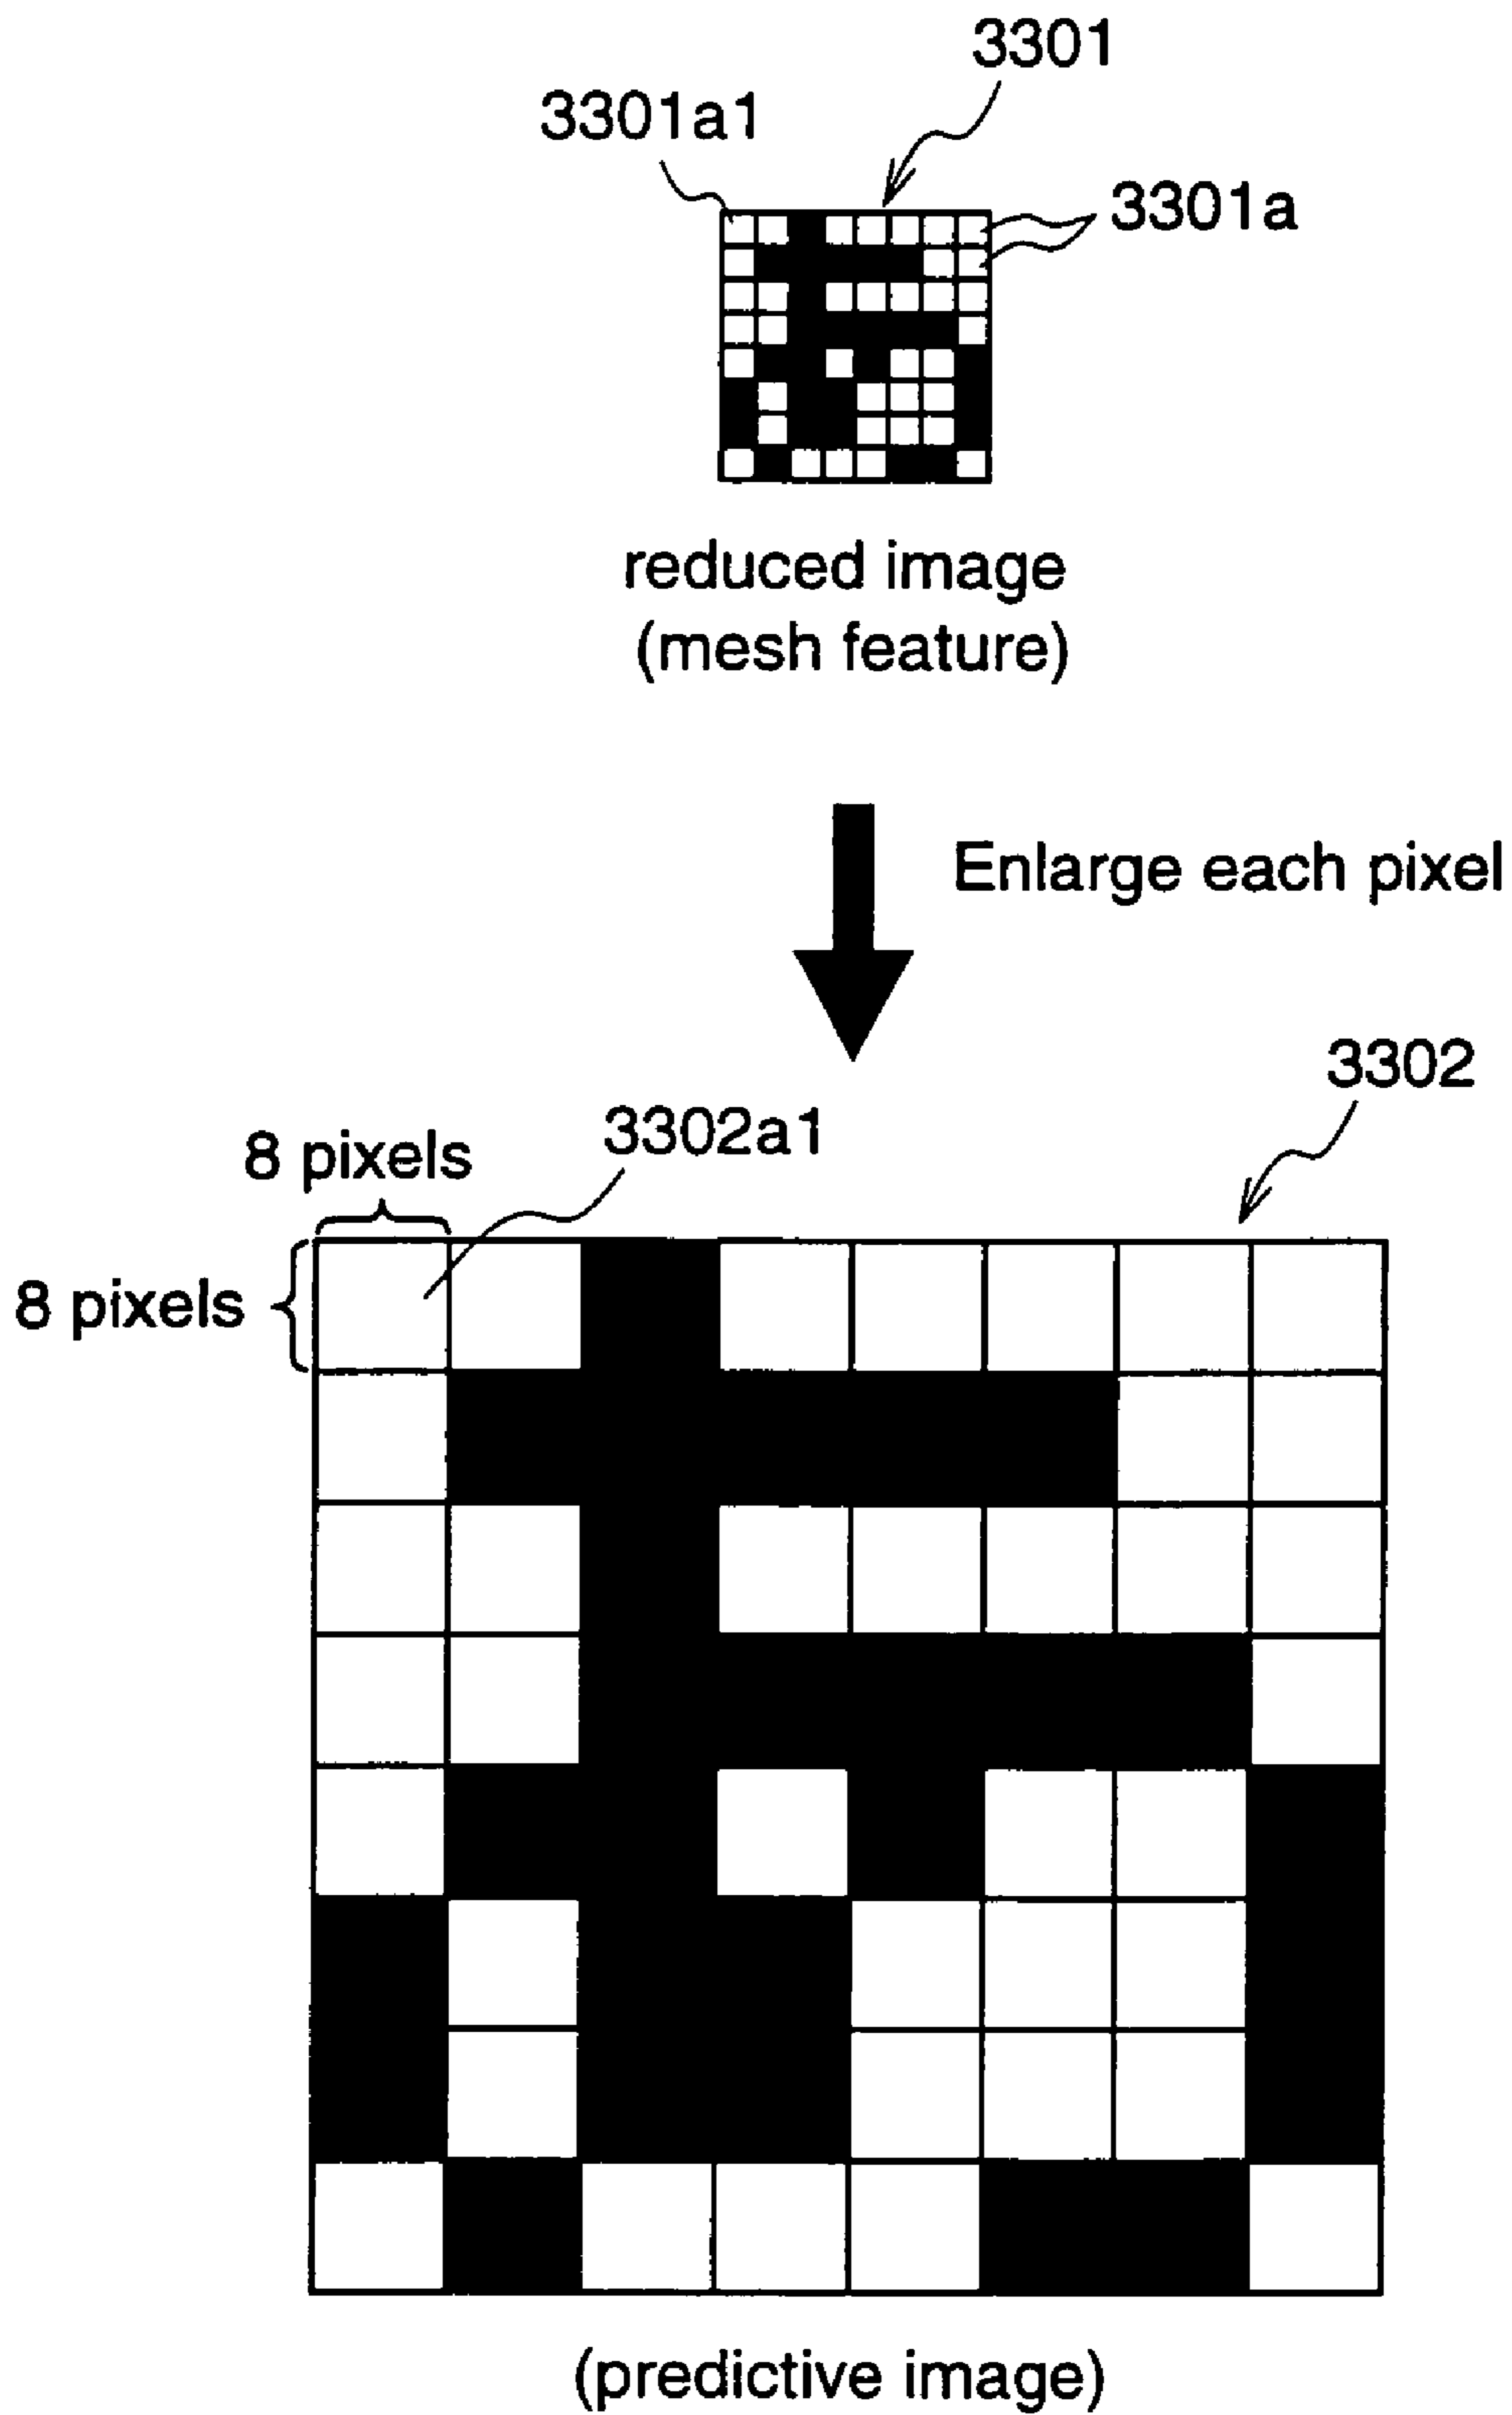 3301
3301a1
3301a
reduced image
(mesh feature)
Enlarge each pixel
3302
3302a1
8 pixels
8 pixels
(predictive image)